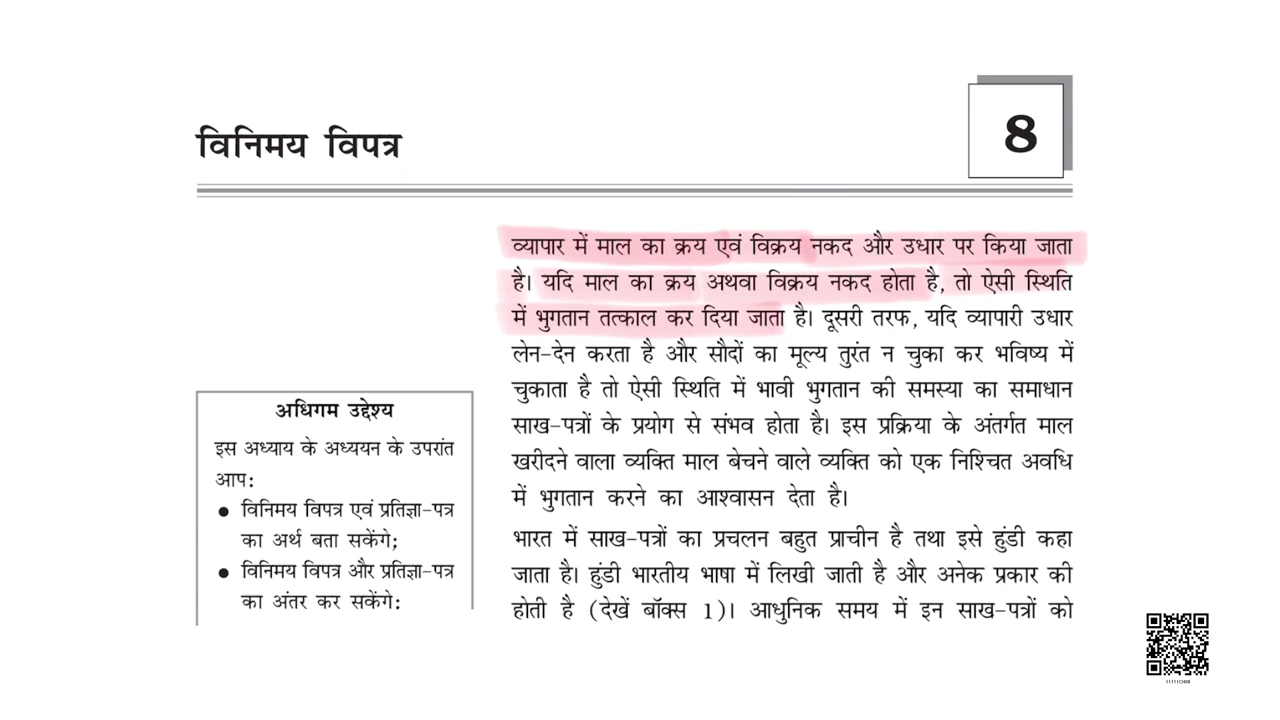 विनिमय विपत्र
8
व्यापार में माल का क्रय एवं विक्रय नकद और उधार पर किया जाता
है। यदि माल का क्रय अथवा विक्रय नकद होता है, तो ऐसी स्थिति
में भुगतान तत्काल कर दिया जाता है। दूसरी तरफ, यदि व्यापारी उधार
लेन-देन करता है और सौदों का मूल्य तुरंत न चुका कर भविष्य में
चुकाता है तो ऐसी स्थिति में भावी भुगतान की समस्या का समाधान
साख-पत्रों के प्रयोग से संभव होता है। इस प्रक्रिया के अंतर्गत माल
खरीदने वाला व्यक्ति माल बेचने वाले व्यक्ति को एक निश्चित अवधि
में भुगतान करने का आश्वासन देता है।
भारत में साख-पत्रों का प्रचलन बहुत प्राचीन है तथा इसे हुंडी कहा
जाता है। हुंडी भारतीय भाषा में लिखी जाती है और अनेक प्रकार की
होती है (देखें बॉक्स 1)। आधुनिक समय में इन साख-पत्रों को
अधिगम उद्देश्य
इस अध्याय के अध्ययन के उपरांत
आप:
● विनिमय विपत्र एवं प्रतिज्ञा-पत्र
का अर्थ बता सकेंगे;
● विनिमय विपत्र और प्रतिज्ञा-पत्र
का अंतर कर सकेंगे:
11111CH08